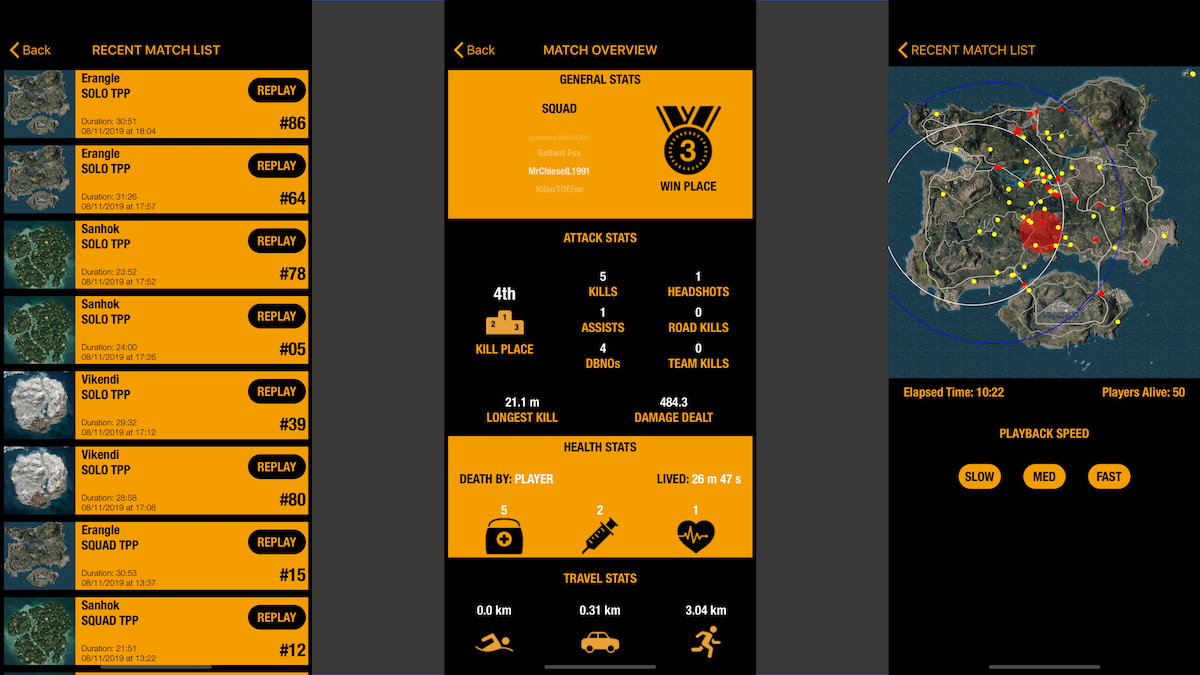 Back
RECENT MATCH LIST
Erangle
SOLO TPP
REPLAY
Duration: 30:51
08/11/2019 at 18:04
#86
Erangle
SOLO TPP
REPLAY
Duration: 31:26
08/11/2019 at 17:57
#64
Sanhok
SOLO TPP
REPLAY
Duration: 23:52
08/11/2019 at 17:52
#78
Sanhok
SOLO TPP
REPLAY
Duration: 24:00
08/11/2019 at 17:26
#05
Vikendi
SOLO TPP
REPLAY
Duration: 29:32
08/11/2019 at 17:12
#39
Vikendi
SOLO TPP
REPLAY
Duration: 28:58
08/11/2019 at 17:08
#80
Erangle
SQUAD TPP
REPLAY
Duration: 30:53
08/11/2019 at 13:37
#15
Sanhok
SQUAD TPP
REPLAY
Duration: 21:51
08/11/2019 at 13:22
#12
Back
MATCH OVERVIEW
GENERAL STATS
SQUAD
Gallant Fox
MrChieseIL1991
KillarTOEfoo
3
WIN PLACE
ATTACK STATS
4th
2 1 3
KILL PLACE
5
KILLS
1
HEADSHOTS
1
ASSISTS
0
ROAD KILLS
4
DBNOs
0
TEAM KILLS
21.1 m
LONGEST KILL
484.3
DAMAGE DEALT
HEALTH STATS
DEATH BY: PLAYER
LIVED: 26 m 47 s
5
2
1
TRAVEL STATS
0.0 km
0.31 km
3.04 km
RECENT MATCH LIST
Elapsed Time: 10:22
Players Alive: 50
PLAYBACK SPEED
SLOW
MED
FAST